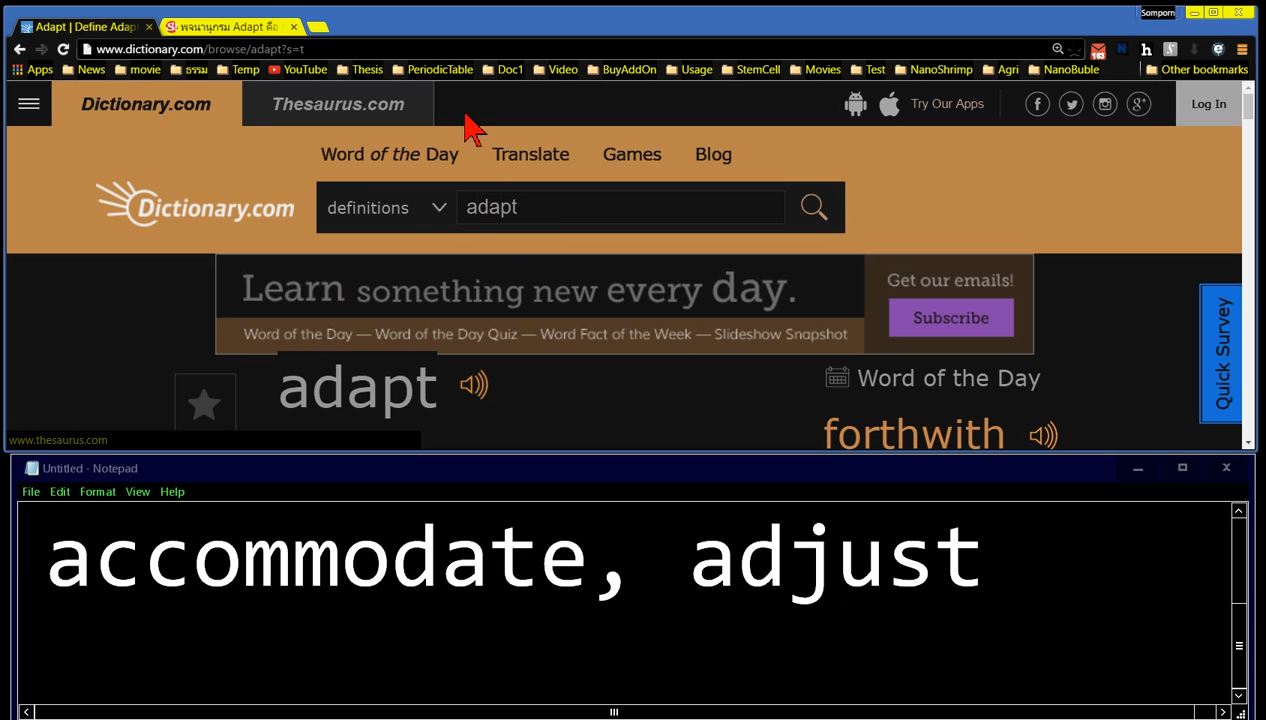 Somporn
Adapt | Define Adap
พจนานุกรม Adapt คือ
www.dictionary.com/browse/adapt?s=t
163
N
h
Apps News movie ธรรม Temp YouTube Thesis PeriodicTable Doc1 Video BuyAddOn Usage StemCell Movies Test NanoShrimp Agri NanoBuble Other bookmarks
Dictionary.com Thesaurus.com Try Our Apps Log In
Word of the Day Translate Games Blog
Dictionary.com
definitions adapt
Learn something new every day.
Get our emails!
Subscribe
Word of the Day — Word of the Day Quiz — Word Fact of the Week — Slideshow Snapshot
Quick Survey
adapt
Word of the Day
forthwith
www.thesaurus.com
Untitled - Notepad
File Edit Format View Help
accommodate, adjust